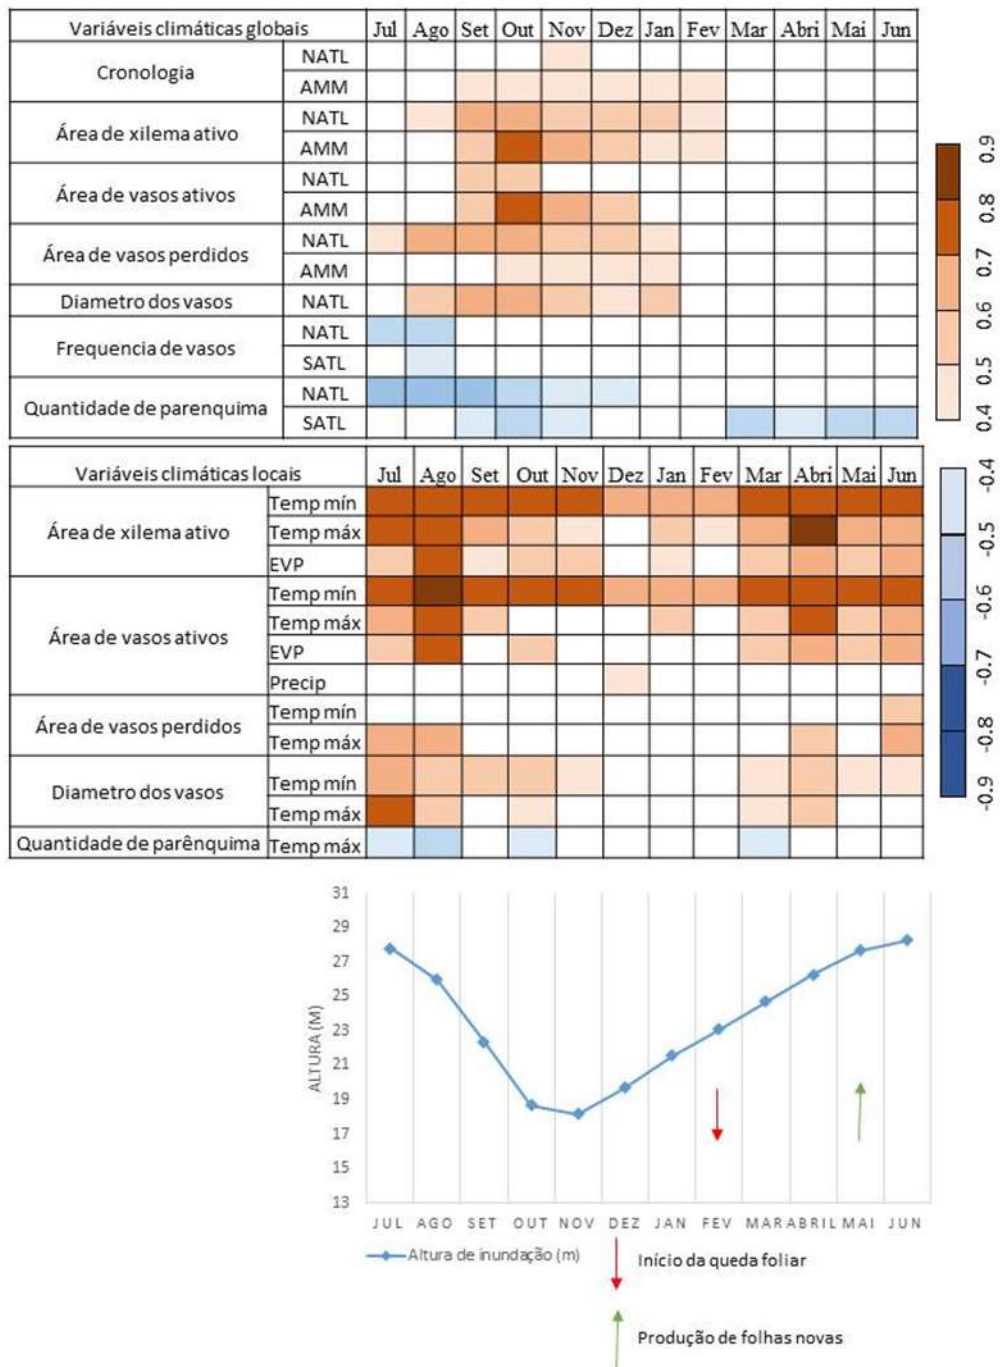 Variáveis climáticas globais Jul Ago Set Out Nov Dez Jan Fev Mar Abri Mai Jun
Cronologia NATL
AMM
Área de xilema ativo NATL
AMM
Área de vasos ativos NATL
AMM
Área de vasos perdidos NATL
AMM
Diametro dos vasos NATL
Frequencia de vasos NATL
SATL
Quantidade de parenquima NATL
SATL
0.9
0.8
0.7
0.6
0.5
0.4
Variáveis climáticas locais Jul Ago Set Out Nov Dez Jan Fev Mar Abri Mai Jun
Área de xilema ativo Temp mín
Temp máx
EVP
Área de vasos ativos Temp mín
Temp máx
EVP
Precip
Área de vasos perdidos Temp mín
Temp máx
Diametro dos vasos Temp mín
Temp máx
Quantidade de parênquima Temp máx
-0.4
-0.5
-0.6
-0.7
-0.8
-0.9
ALTURA (M)
31
29
27
25
23
21
19
17
15
13
JUL AGO SET OUT NOV DEZ JAN FEV MAR ABRIL MAI JUN
Altura de inundação (m)
Início da queda foliar
Produção de folhas novas